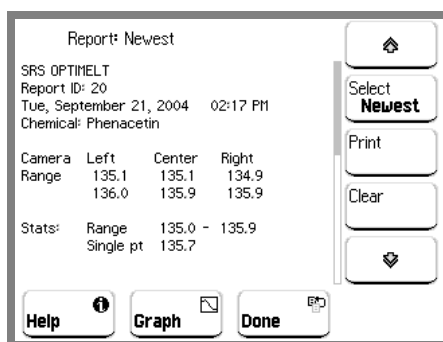 Report: Newest
SRS OPTIMELT
Report ID: 20
Tue, September 21, 2004 02:17 PM
Chemical: Phenacetin
Camera Left Center Right
Range 135.1 135.1 134.9
136.0 135.9 135.9
Stats: Range 135.0 - 135.9
Single pt 135.7
Select
Newest
Print
Clear
Help
Graph
Done